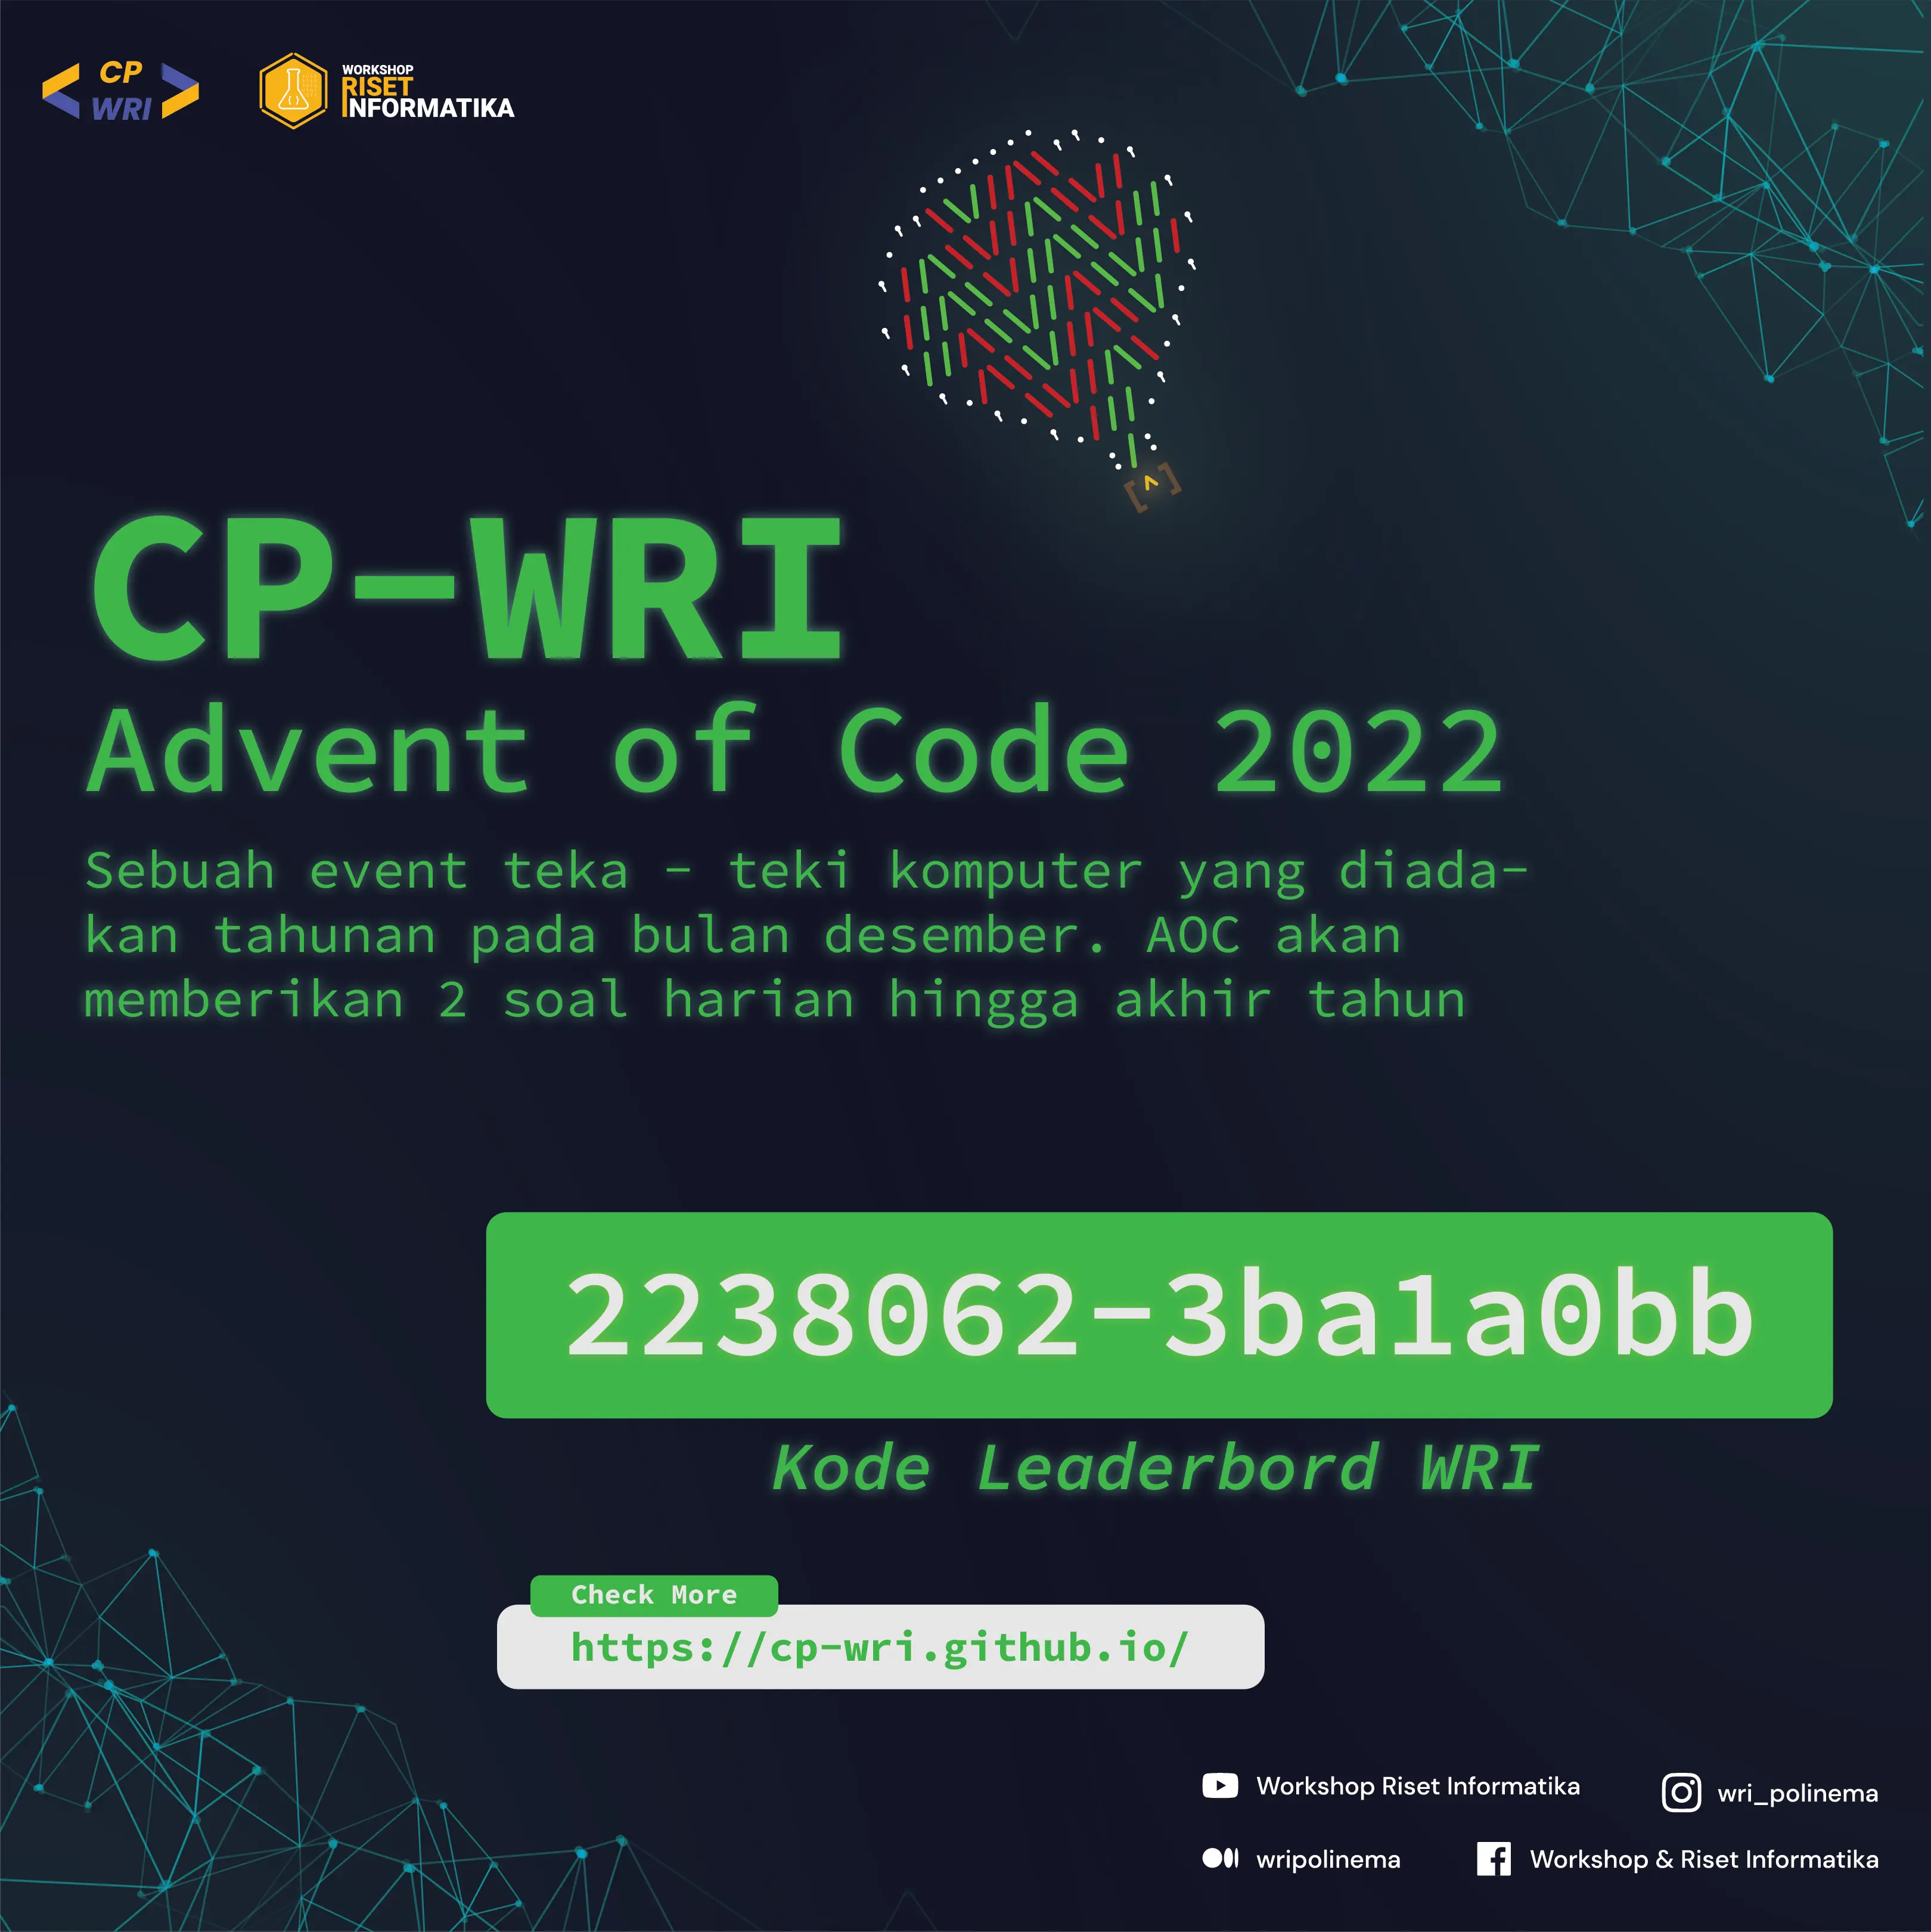 CP
WRI
WORKSHOP
RISET
INFORMATIKA
CP-WRI
Advent of Code 2022
Sebuah event teka - teki komputer yang diada-
kan tahunan pada bulan desember. AOC akan
memberikan 2 soal harian hingga akhir tahun
2238062-3ba1a0bb
Kode Leaderbord WRI
Check More
https://cp-wri.github.io/
Workshop Riset Informatika
wri_polinema
wripolinema
Workshop & Riset Informatika